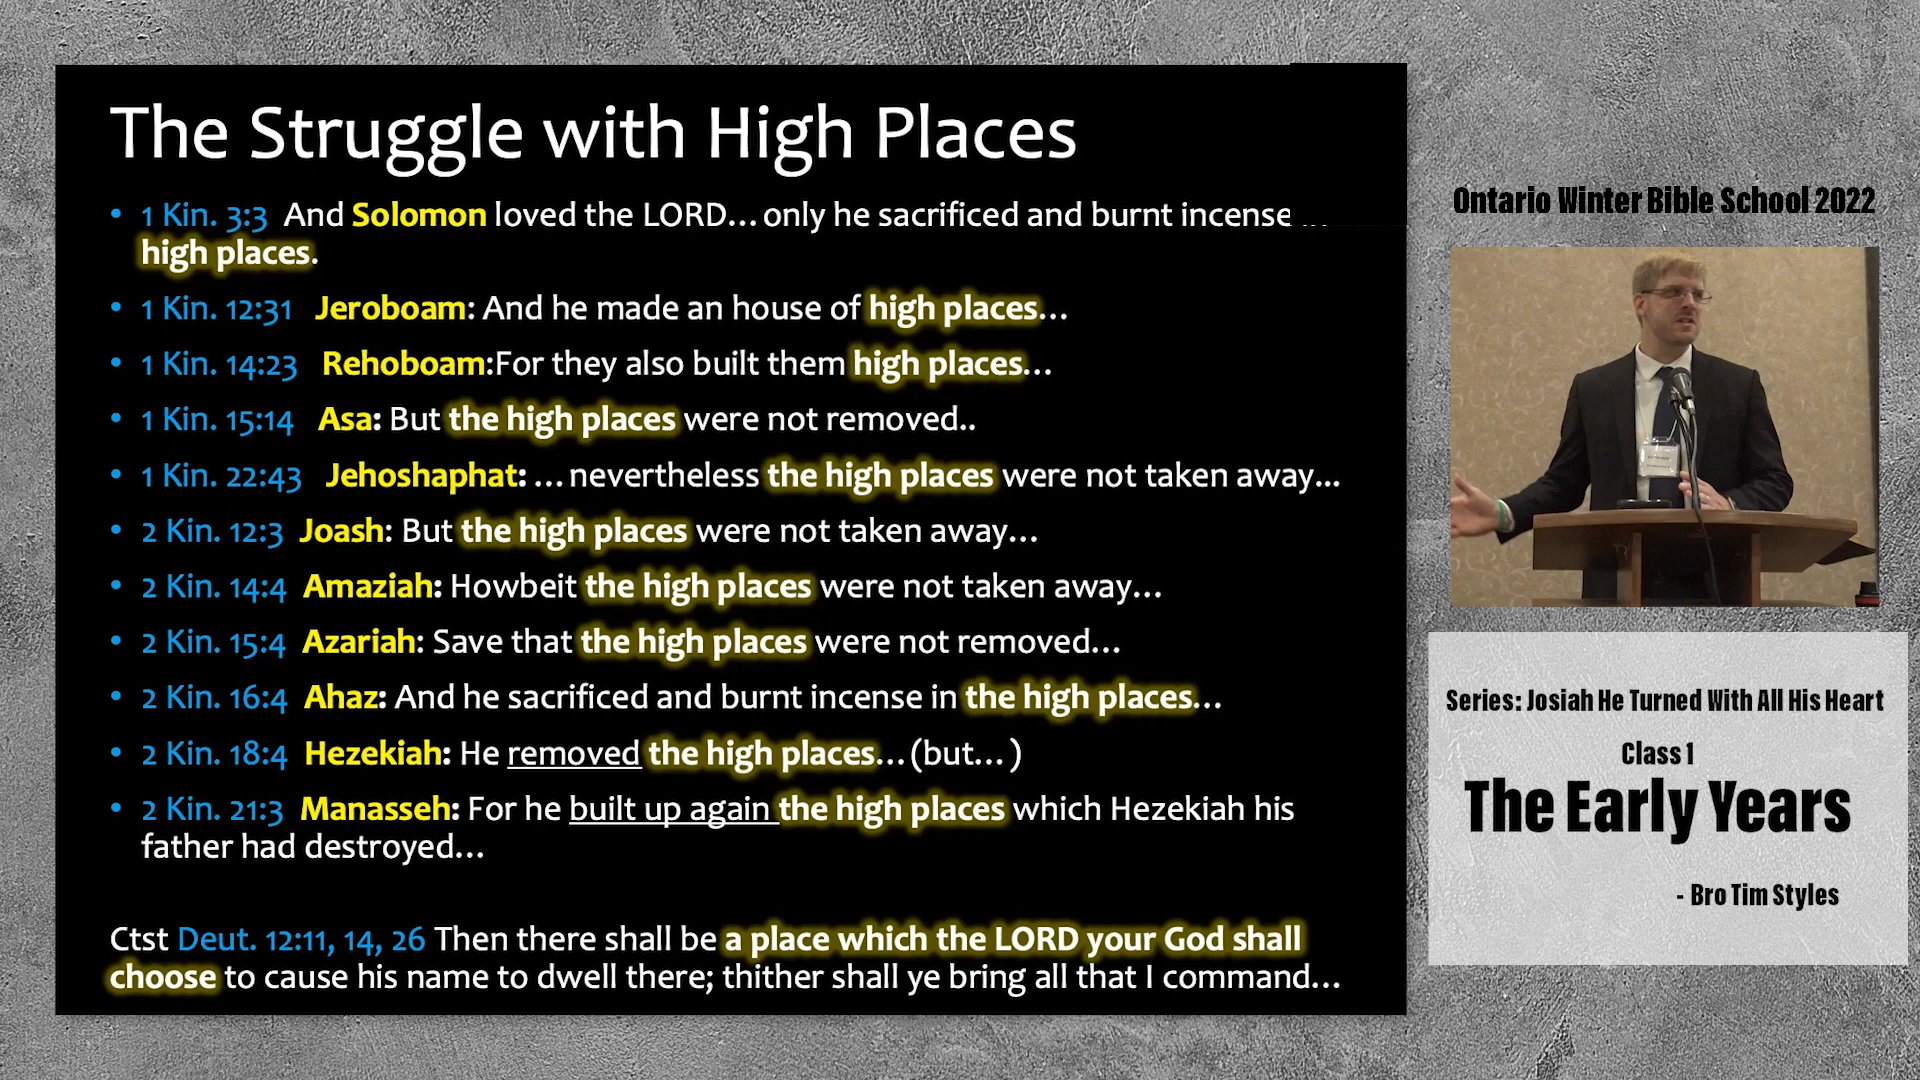 The Struggle with High Places
• 1 Kin. 3:3 And Solomon loved the LORD… only he sacrificed and burnt incense
high places.
• 1 Kin. 12:31 Jeroboam: And he made an house of high places…
• 1 Kin. 14:23 Rehoboam:For they also built them high places…
• 1 Kin. 15:14 Asa: But the high places were not removed..
• 1 Kin. 22:43 Jehoshaphat: …nevertheless the high places were not taken away...
• 2 Kin. 12:3 Joash: But the high places were not taken away…
• 2 Kin. 14:4 Amaziah: Howbeit the high places were not taken away…
• 2 Kin. 15:4 Azariah: Save that the high places were not removed…
• 2 Kin. 16:4 Ahaz: And he sacrificed and burnt incense in the high places…
• 2 Kin. 18:4 Hezekiah: He removed the high places…(but…)
• 2 Kin. 21:3 Manasseh: For he built up again the high places which Hezekiah his
father had destroyed…
Ctst Deut. 12:11, 14, 26 Then there shall be a place which the LORD your God shall
choose to cause his name to dwell there; thither shall ye bring all that I command…
Ontario Winter Bible School 2022
Series: Josiah He Turned With All His Heart
Class 1
The Early Years
- Bro Tim Styles